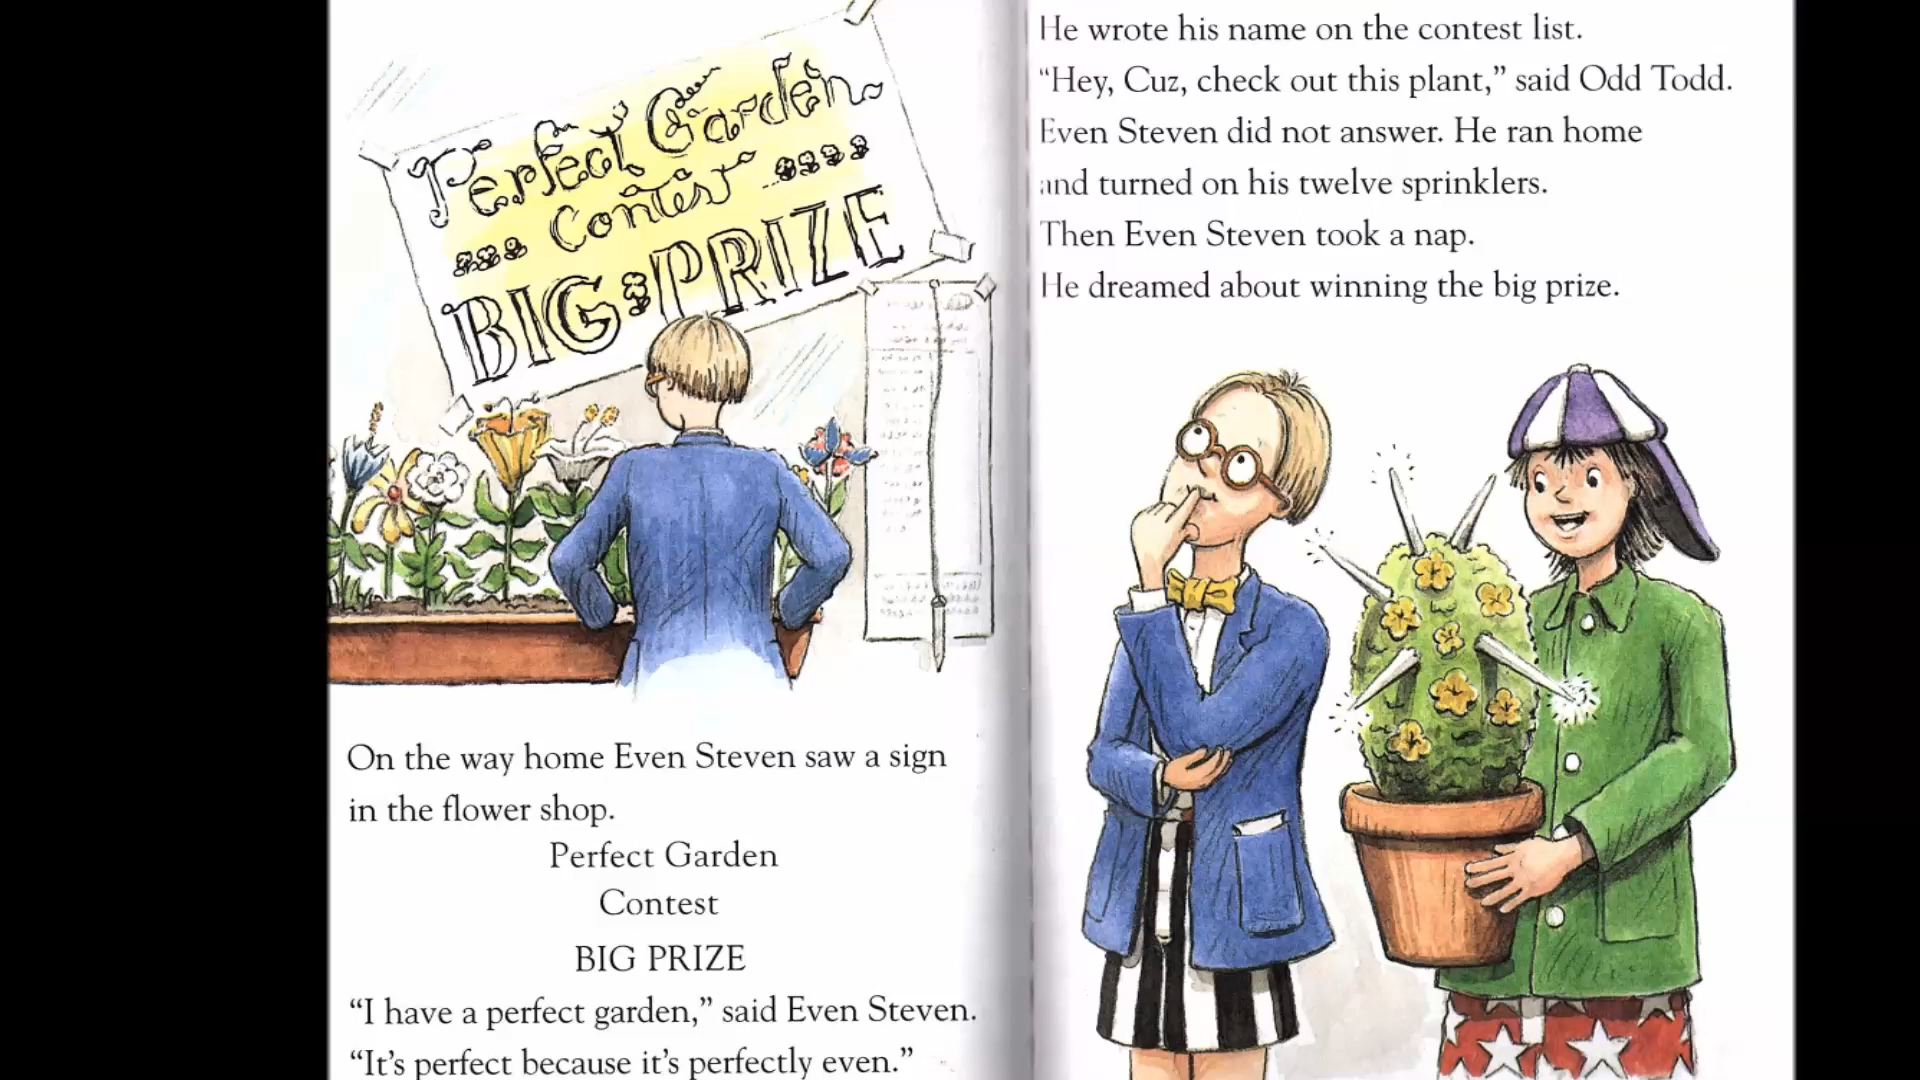 Perfect Garden
Contest
BIG PRIZE
On the way home Even Steven saw a sign
in the flower shop.
Perfect Garden
Contest
BIG PRIZE
“I have a perfect garden,” said Even Steven.
“It’s perfect because it’s perfectly even.”
He wrote his name on the contest list.
“Hey, Cuz, check out this plant,” said Odd Todd.
Even Steven did not answer. He ran home
and turned on his twelve sprinklers.
Then Even Steven took a nap.
He dreamed about winning the big prize.